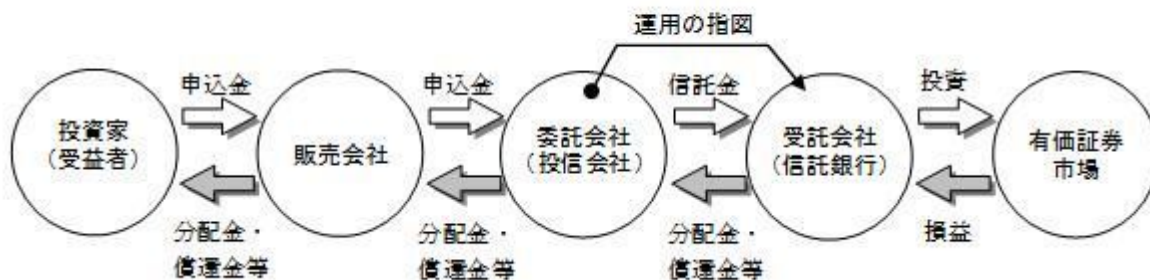 運用の指図
申込金
申込金
信託金
投資
投資家
（受益者）
販売会社
委託会社
（投信会社）
受託会社
（信託銀行）
有価証券
市場
分配金・
償還金等
分配金・
償還金等
分配金・
償還金等
損益